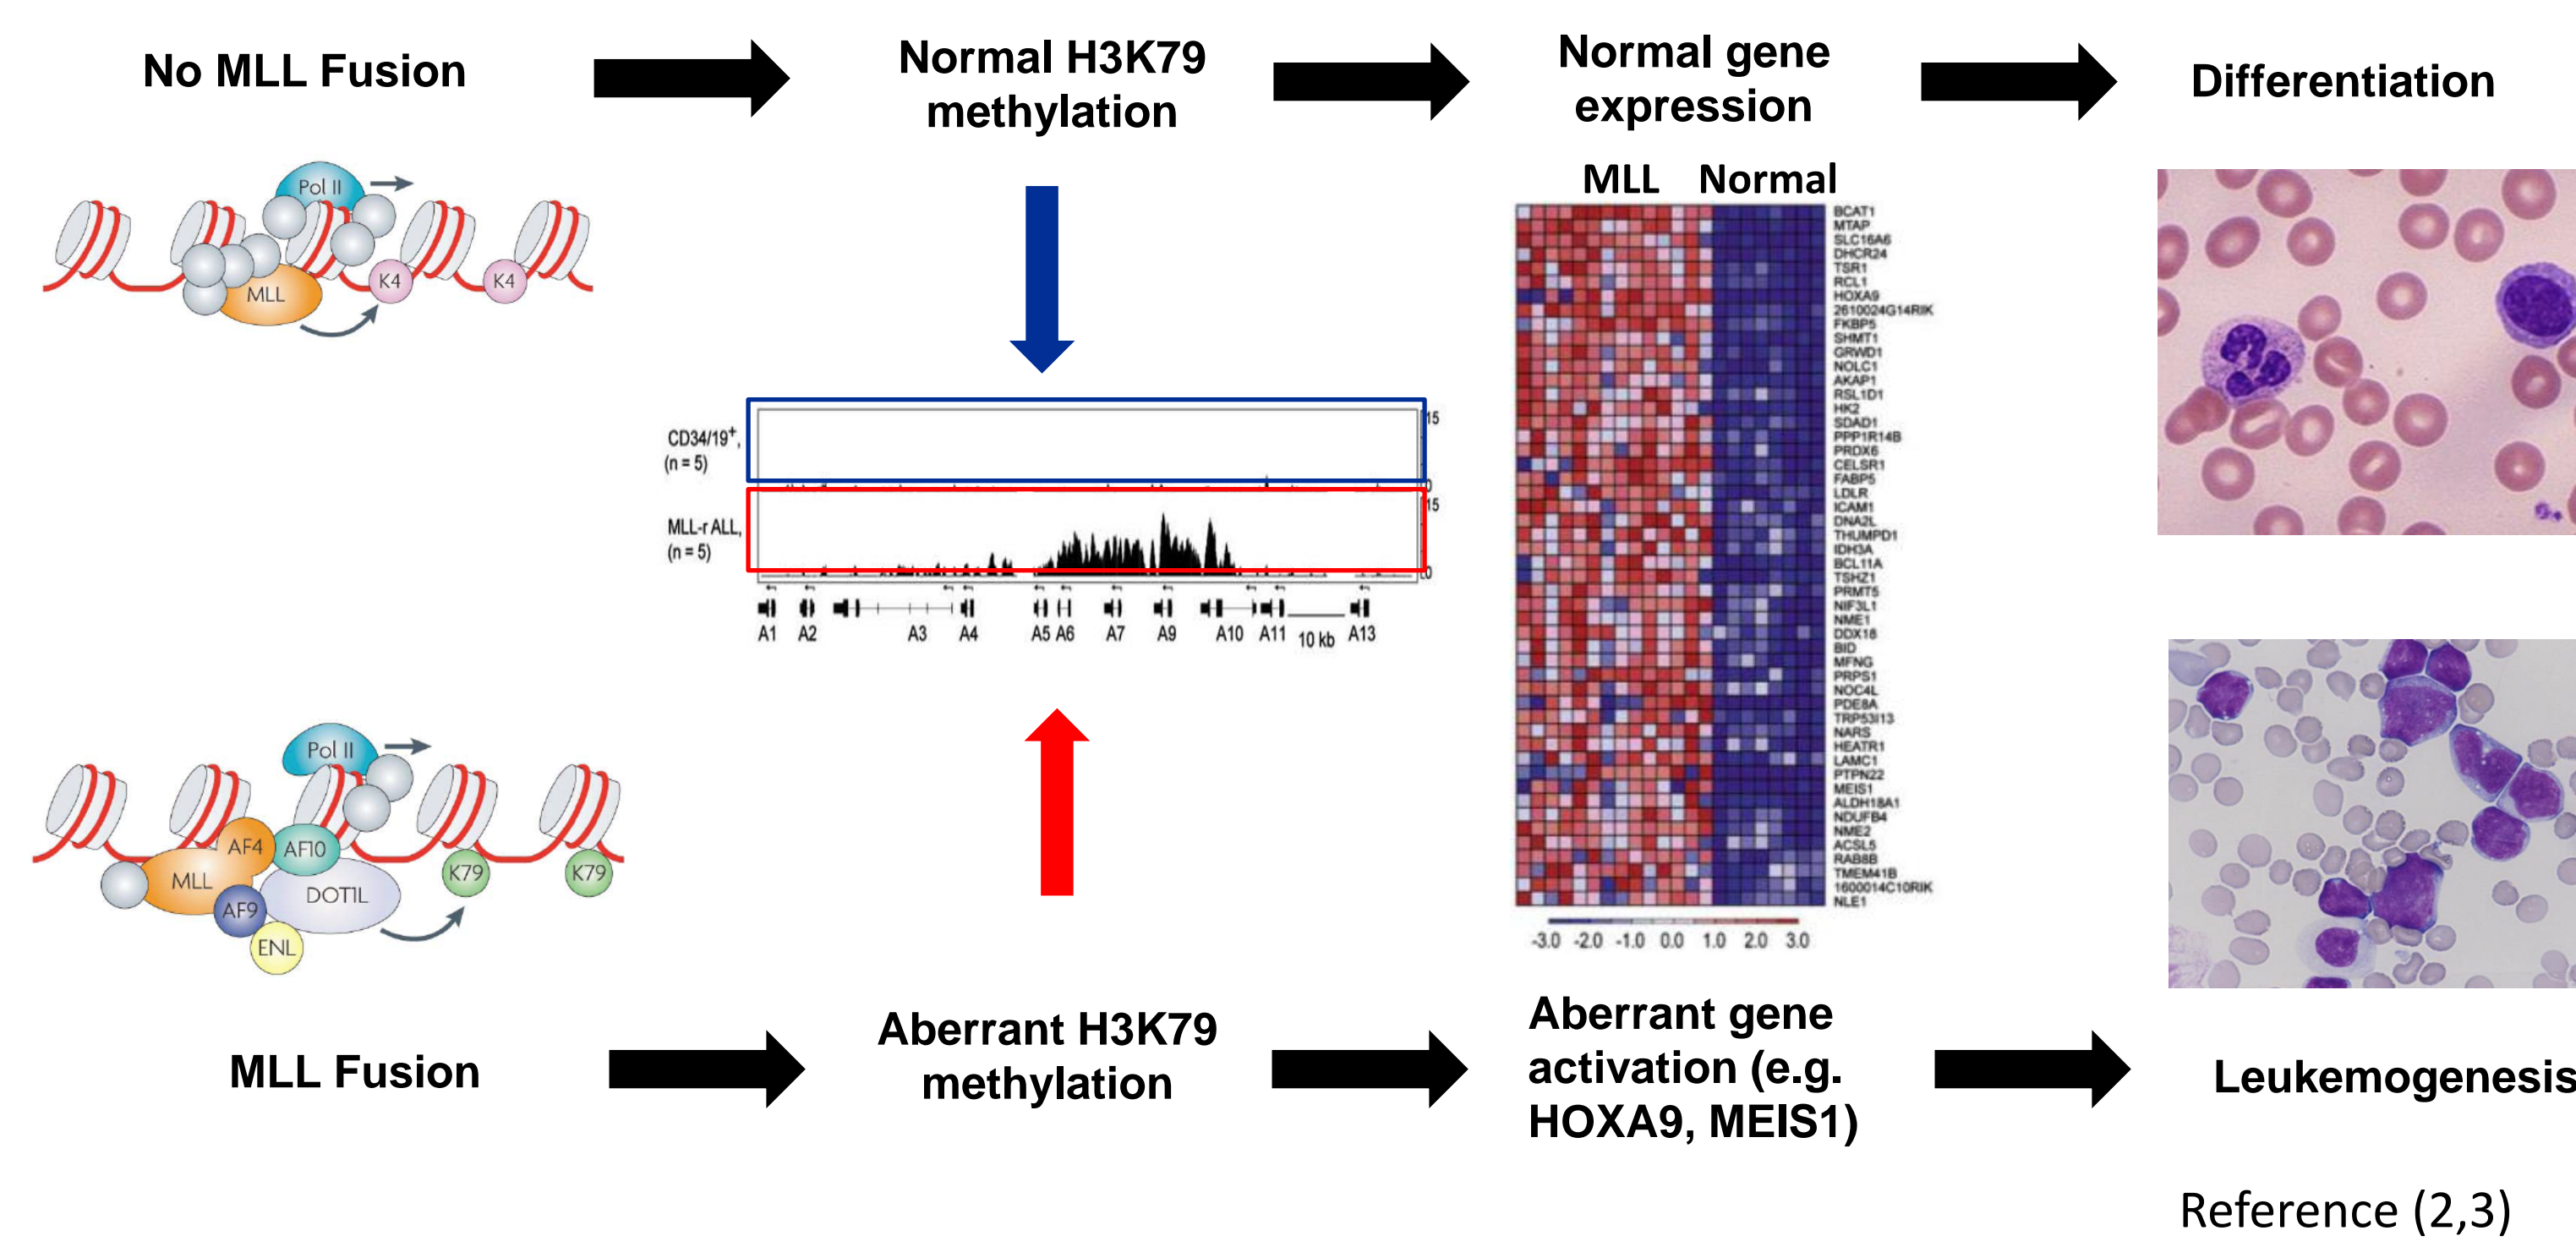 No MLL Fusion
Normal H3K79
methylation
Normal gene
expression
Differentiation
Pol II
MLL
K4
K4
MLL Normal
BCAT1
MTAP
SLC16A6
DHCR24
TSR1
RCL1
HOXA9
2610024G14RIK
FKBP5
SHMT1
GRWD1
NOLC1
AKAP1
RSL1D1
HK2
SDAD1
PPP1R14B
PRDX6
CELSR1
FABP5
LDLR
ICAM1
DNA2L
THUMPD1
IDH3A
BCL11A
TSHZ1
PRMT5
NIF3L1
NME1
DDX18
BID
MFNG
PRPS1
NOC4L
PDE8A
TRP53I13
NARS
HEATR1
LAMC1
PTPN22
MEIS1
ALDH18A1
NDUFB4
NME2
ACSL5
RAB8B
TMEM41B
1600014C10RIK
NLE1
-3.0 -2.0 -1.0 0.0 1.0 2.0 3.0
CD34/19+,
(n = 5)
15
0
MLL-r ALL,
(n = 5)
15
0
A1 A2 A3 A4 A5 A6 A7 A9 A10 A11 10 kb A13
Pol II
AF4
AF10
MLL
DOT1L
AF9
ENL
K79
K79
MLL Fusion
Aberrant H3K79
methylation
Aberrant gene
activation (e.g.
HOXA9, MEIS1)
Leukemogenesis
Reference (2,3)